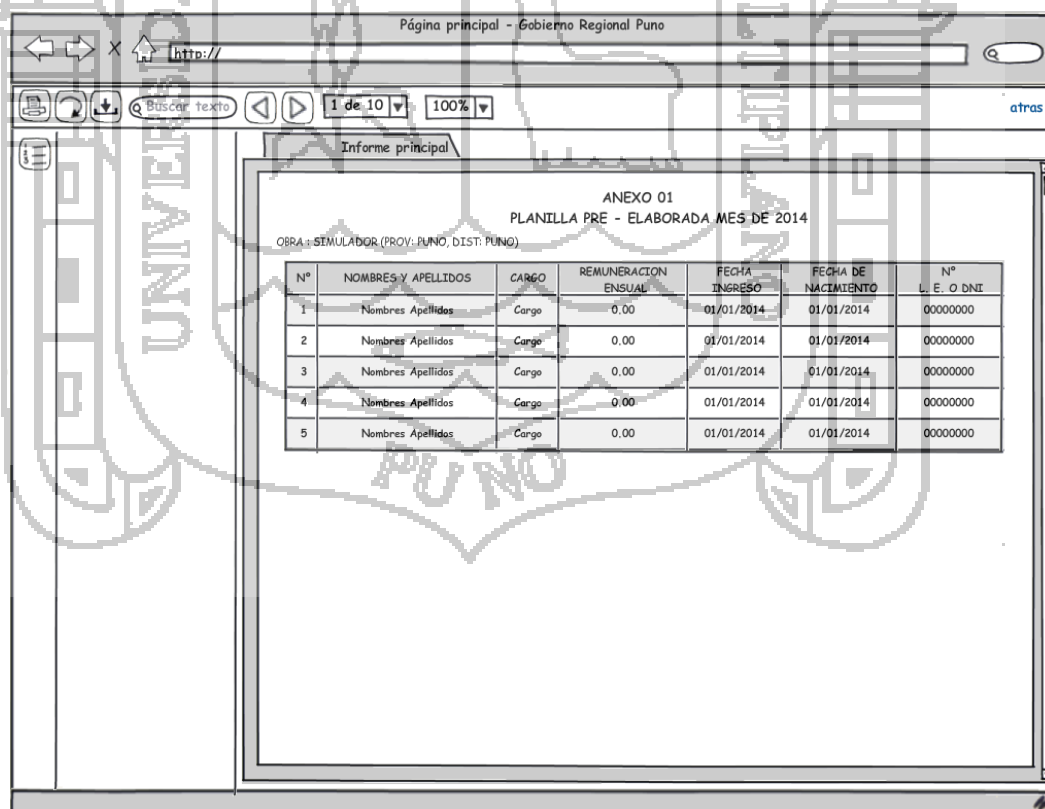 Página principal - Gobierno Regional Puno
http://
Buscar texto
1 de 10
100%
atras
Informe principal
ANEXO 01
PLANILLA PRE - ELABORADA MES DE 2014
OBRA : SIMULADOR (PROV: PUNO, DIST: PUNO)
N° NOMBRES Y APELLIDOS CARGO REMUNERACION ENSUAL FECHA INGRESO FECHA DE NACIMIENTO N° L. E. O DNI
1 Nombres Apellidos Cargo 0.00 01/01/2014 01/01/2014 00000000
2 Nombres Apellidos Cargo 0.00 01/01/2014 01/01/2014 00000000
3 Nombres Apellidos Cargo 0.00 01/01/2014 01/01/2014 00000000
4 Nombres Apellidos Cargo 0.00 01/01/2014 01/01/2014 00000000
5 Nombres Apellidos Cargo 0.00 01/01/2014 01/01/2014 00000000
PUNO